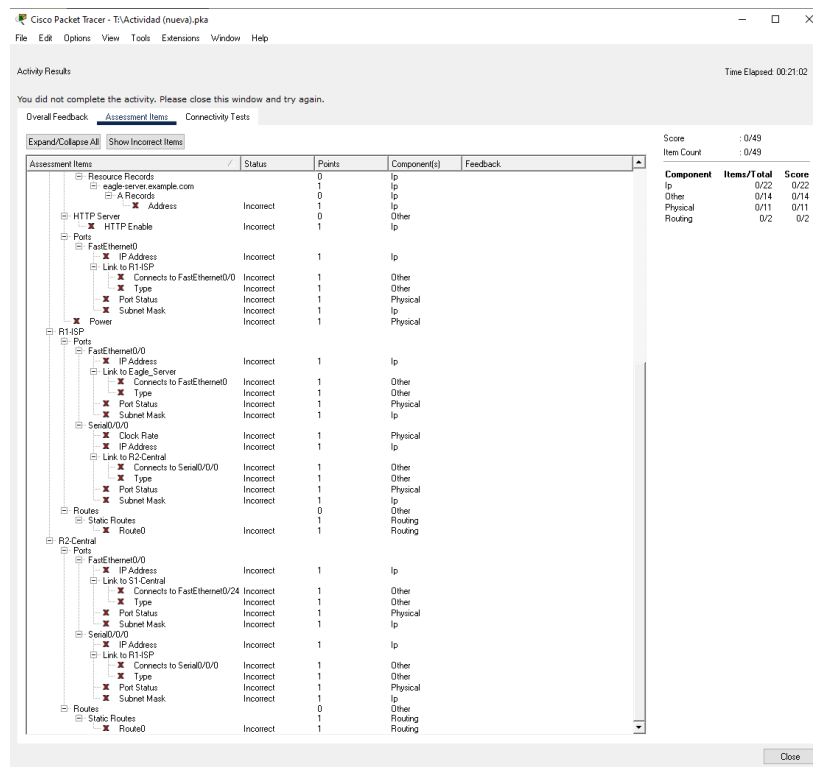 Cisco Packet Tracer - T:\Actividad (nueva).pka
File Edit Options View Tools Extensions Window Help
Activity Results
Time Elapsed: 00:21:02
You did not complete the activity. Please close this window and try again.
Overall Feedback Assessment Items Connectivity Tests
Expand/Collapse All Show Incorrect Items
Score : 0/49
Item Count : 0/49
Component Items/Total Score
Ip 0/22 0/22
Other 0/14 0/14
Physical 0/11 0/11
Routing 0/2 0/2
Assessment Items Status Points Component(s) Feedback
Resource Records 0 Ip
eagle-server.example.com 1 Ip
A Records 0 Ip
Address Incorrect 1 Ip
HTTP Server 0 Other
HTTP Enable Incorrect 1 Ip
Ports
FastEthernet0
IP Address Incorrect 1 Ip
Link to R1-ISP
Connects to FastEthernet0/0 Incorrect 1 Other
Type Incorrect 1 Other
Port Status Incorrect 1 Physical
Subnet Mask Incorrect 1 Ip
Power Incorrect 1 Physical
R1-ISP
Ports
FastEthernet0/0
IP Address Incorrect 1 Ip
Link to Eagle_Server
Connects to FastEthernet0 Incorrect 1 Other
Type Incorrect 1 Other
Port Status Incorrect 1 Physical
Subnet Mask Incorrect 1 Ip
Serial0/0/0
Clock Rate Incorrect 1 Physical
IP Address Incorrect 1 Ip
Link to R2-Central
Connects to Serial0/0/0 Incorrect 1 Other
Type Incorrect 1 Other
Port Status Incorrect 1 Physical
Subnet Mask Incorrect 1 Ip
Routes 0 Other
Static Routes 1 Routing
Route0 Incorrect 1 Routing
R2-Central
Ports
FastEthernet0/0
IP Address Incorrect 1 Ip
Link to S1-Central
Connects to FastEthernet0/24 Incorrect 1 Other
Type Incorrect 1 Other
Port Status Incorrect 1 Physical
Subnet Mask Incorrect 1 Ip
Serial0/0/0
IP Address Incorrect 1 Ip
Link to R1-ISP
Connects to Serial0/0/0 Incorrect 1 Other
Type Incorrect 1 Other
Port Status Incorrect 1 Physical
Subnet Mask Incorrect 1 Ip
Routes 0 Other
Static Routes 1 Routing
Route0 Incorrect 1 Routing
Close